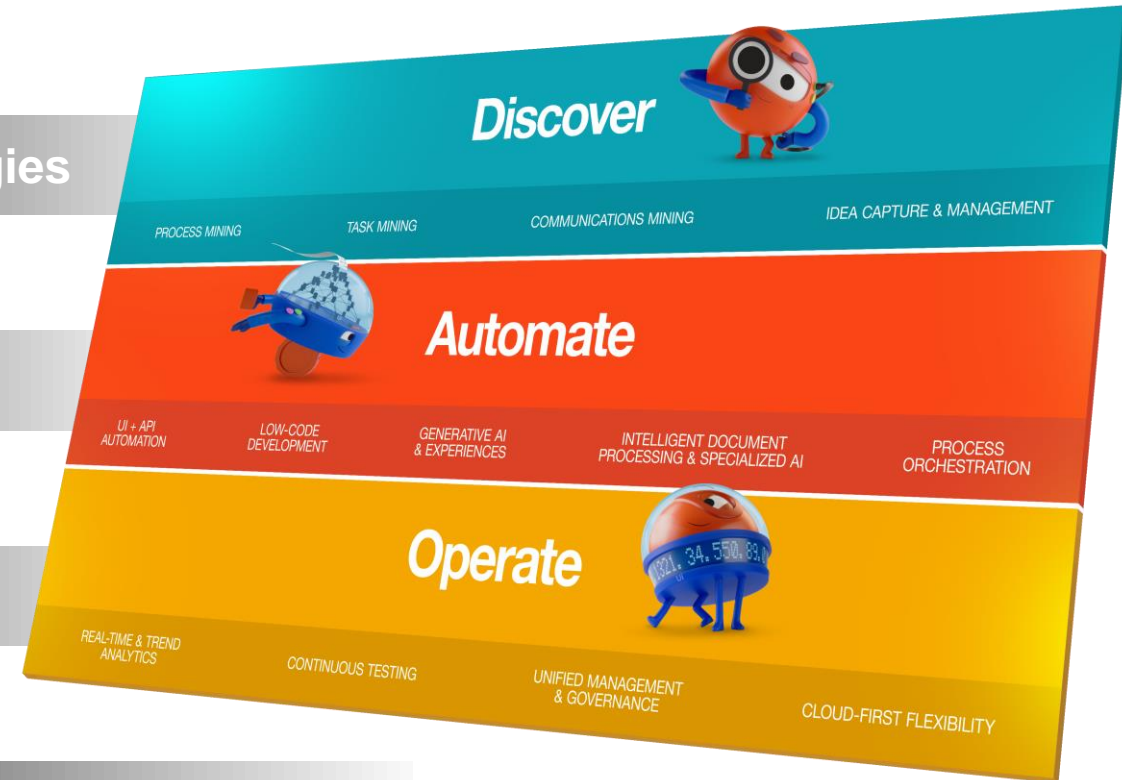 Discover
PROCESS MINING
TASK MINING
COMMUNICATIONS MINING
IDEA CAPTURE & MANAGEMENT
Automate
UI + API
AUTOMATION
LOW-CODE
DEVELOPMENT
GENERATIVE AI
& EXPERIENCES
INTELLIGENT DOCUMENT
PROCESSING & SPECIALIZED AI
PROCESS
ORCHESTRATION
Operate
REAL-TIME & TREND
ANALYTICS
CONTINUOUS TESTING
UNIFIED MANAGEMENT
& GOVERNANCE
CLOUD-FIRST FLEXIBILITY